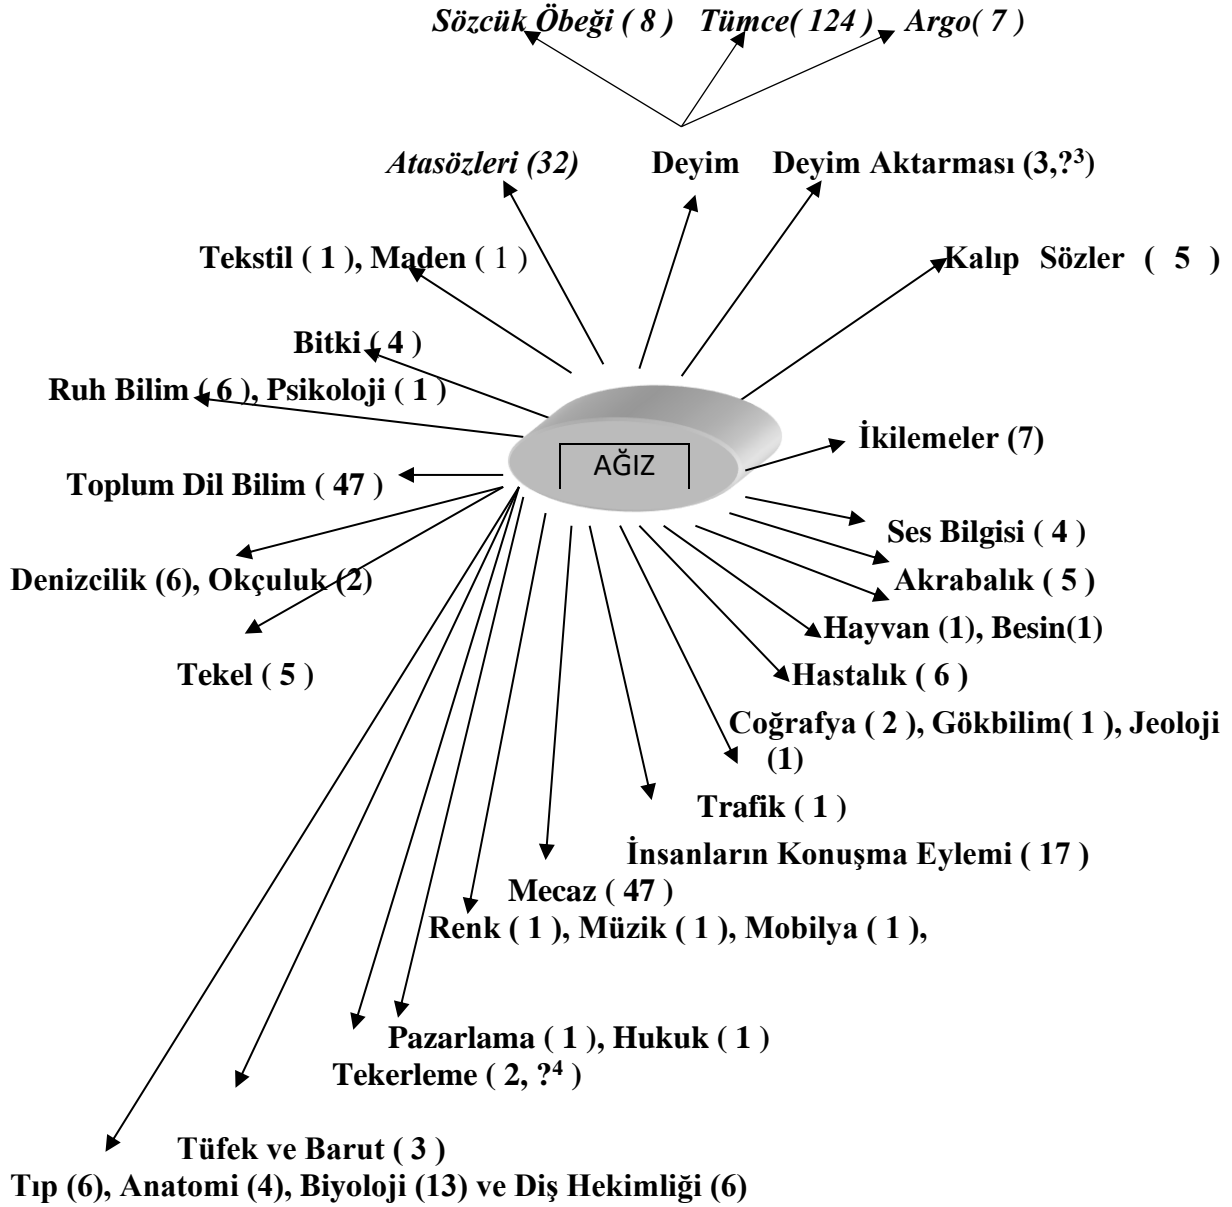 Sözcük Öbeği ( 8 ) Tümce( 124 ) Argo( 7 )
Atasözleri (32) Deyim Deyim Aktarması (3,?³)
Tekstil ( 1 ), Maden ( 1 ) Kalıp Sözler ( 5 )
Bitki ( 4 )
Ruh Bilim ( 6 ), Psikoloji ( 1 )
İkilemeler (7)
AĞIZ
Toplum Dil Bilim ( 47 )
Ses Bilgisi ( 4 )
Denizcilik (6), Okçuluk (2) Akrabalık ( 5 )
Hayvan (1), Besin(1)
Tekel ( 5 ) Hastalık ( 6 )
Coğrafya ( 2 ), Gökbilim( 1 ), Jeoloji
(1)
Trafik ( 1 )
İnsanların Konuşma Eylemi ( 17 )
Mecaz ( 47 )
Renk ( 1 ), Müzik ( 1 ), Mobilya ( 1 ),
Pazarlama ( 1 ), Hukuk ( 1 )
Tekerleme ( 2, ?⁴ )
Tüfek ve Barut ( 3 )
Tıp (6), Anatomi (4), Biyoloji (13) ve Diş Hekimliği (6)